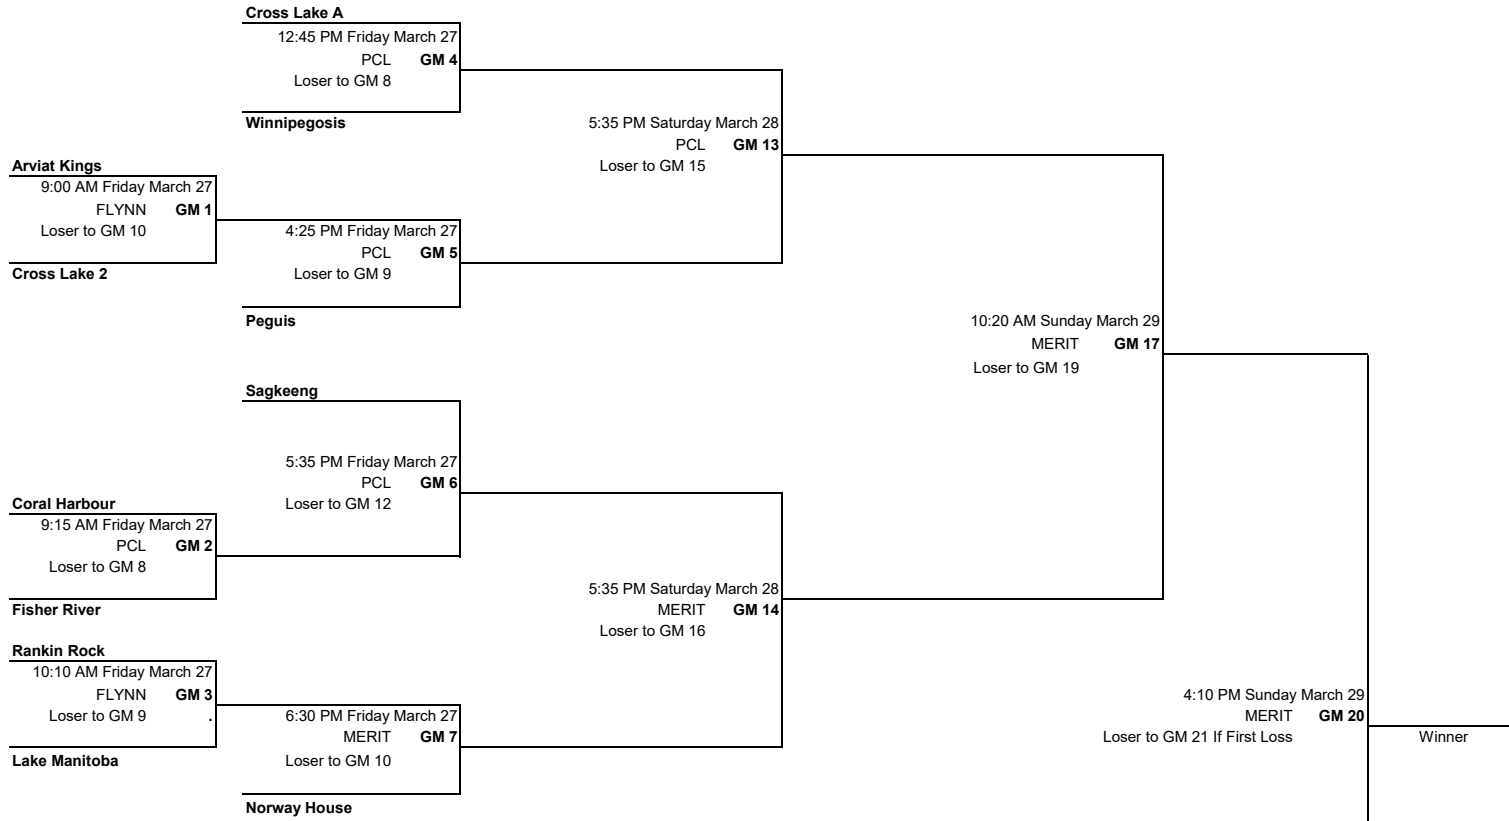 Cross Lake A
12:45 PM Friday March 27
PCL GM 4
Loser to GM 8
Winnipegosis
5:35 PM Saturday March 28
PCL GM 13
Loser to GM 15
Arviat Kings
9:00 AM Friday March 27
FLYNN GM 1
Loser to GM 10
Cross Lake 2
4:25 PM Friday March 27
PCL GM 5
Loser to GM 9
Peguis
10:20 AM Sunday March 29
MERIT GM 17
Loser to GM 19
Sagkeeng
5:35 PM Friday March 27
PCL GM 6
Loser to GM 12
Coral Harbour
9:15 AM Friday March 27
PCL GM 2
Loser to GM 8
Fisher River
5:35 PM Saturday March 28
MERIT GM 14
Loser to GM 16
Rankin Rock
10:10 AM Friday March 27
FLYNN GM 3
Loser to GM 9 .
Lake Manitoba
6:30 PM Friday March 27
MERIT GM 7
Loser to GM 10
Norway House
4:10 PM Sunday March 29
MERIT GM 20
Loser to GM 21 If First Loss
Winner